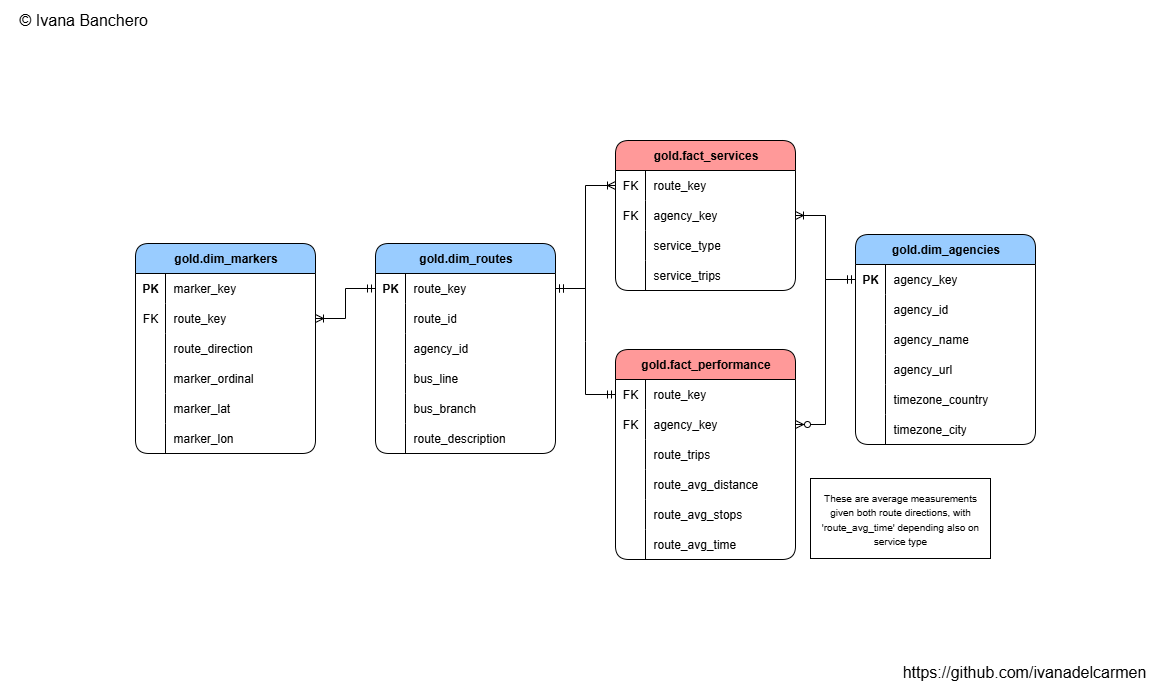 © Ivana Banchero
gold.dim_markers
PK marker_key
FK route_key
route_direction
marker_ordinal
marker_lat
marker_lon
gold.dim_routes
PK route_key
route_id
agency_id
bus_line
bus_branch
route_description
gold.fact_services
FK route_key
FK agency_key
service_type
service_trips
gold.fact_performance
FK route_key
FK agency_key
route_trips
route_avg_distance
route_avg_stops
route_avg_time
gold.dim_agencies
PK agency_key
agency_id
agency_name
agency_url
timezone_country
timezone_city
These are average measurements
given both route directions, with
'route_avg_time' depending also on
service type
https://github.com/ivanadelcarmen